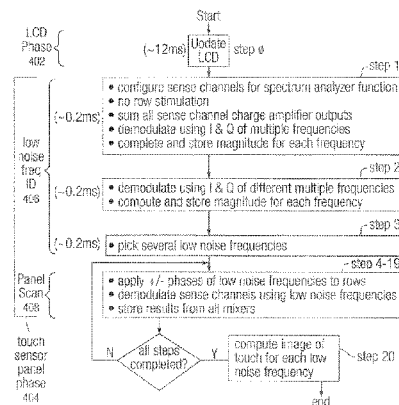 Start
LCD
Phase
402
(~12ms)
Update
LCD
step 0
step 1
• configure sense channels for spectrum analyzer function
• no row stimulation
• sum all sense channel charge amplifier outputs
• demodulate using I & Q of multiple frequencies
• complete and store magnitude for each frequency
(~0.2ms)
low
noise
freq
ID
406
step 2
• demodulate using I & Q of different multiple frequencies
• compute and store magnitude for each frequency
(~0.2ms)
step 3
(~0.2ms)
• pick several low noise frequencies
step 4-19
Panel
Scan
408
• apply +/- phases of low noise frequencies to rows
• demodulate sense channels using low noise frequencies
• store results from all mixers
touch
sensor
panel
phase
404
N
all steps
completed?
Y
compute image of
touch for each low
noise frequency
step 20
end